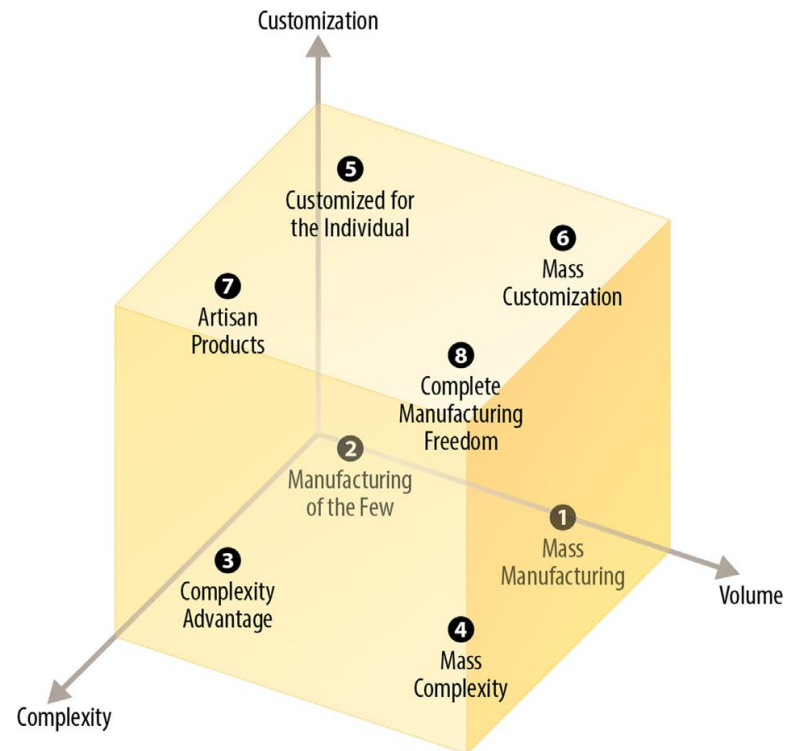 Customization
5
Customized for
the Individual
6
Mass
Customization
7
Artisan
Products
8
Complete
Manufacturing
Freedom
2
Manufacturing
of the Few
1
Mass
Manufacturing
3
Complexity
Advantage
Volume
4
Mass
Complexity
Complexity